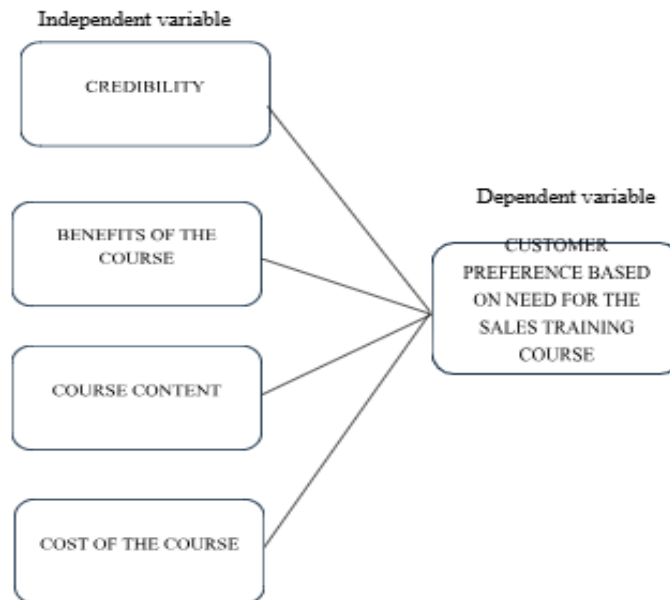 Independent variable
CREDIBILITY
BENEFITS OF THE
COURSE
COURSE CONTENT
COST OF THE COURSE
Dependent variable
CUSTOMER
PREFERENCE BASED
ON NEED FOR THE
SALES TRAINING
COURSE